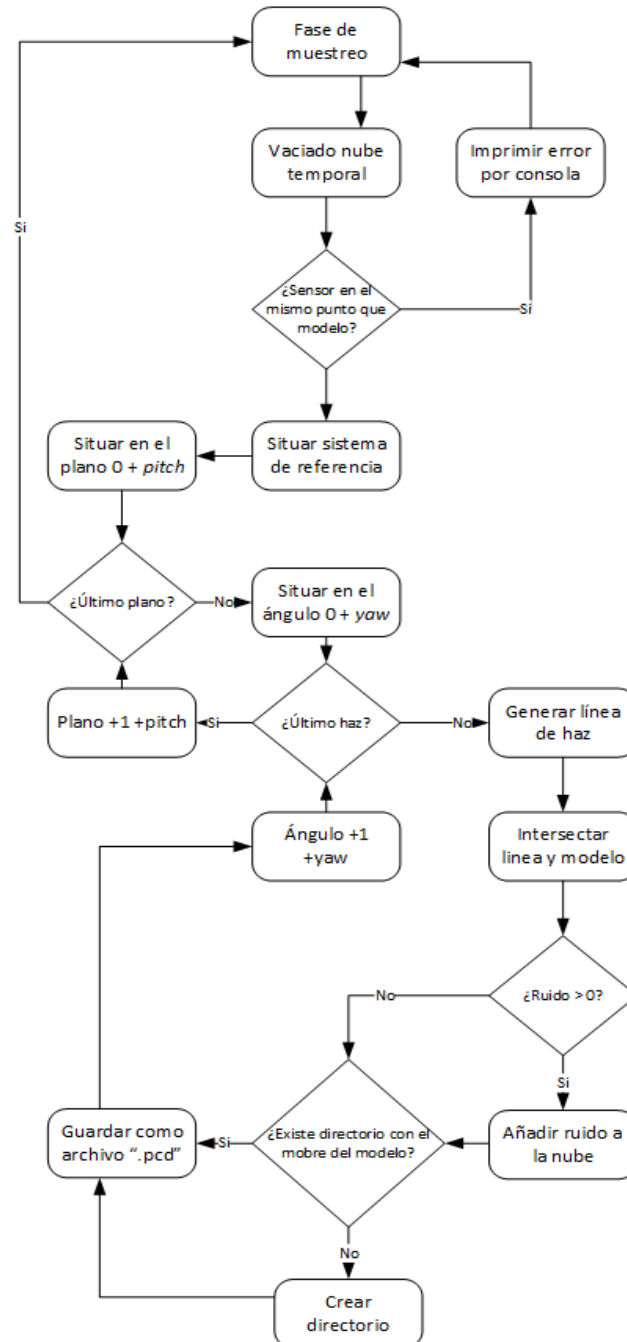 Fase de
muestreo
Vaciado nube
temporal
Imprimir error
por consola
Si
¿Sensor en el
mismo punto que
modelo?
Si
Situar en el
plano 0 + pitch
Situar sistema
de referencia
¿Último plano?
No
Situar en el
ángulo 0 + yaw
Plano +1 +pitch
Si
¿Último haz?
No
Generar línea
de haz
Ángulo +1
+yaw
Intersectar
linea y modelo
¿Ruido > 0?
No
Si
Guardar como
archivo “.pcd”
Si
¿Existe directorio con el
mobre del modelo?
Añadir ruido a
la nube
No
Crear
directorio